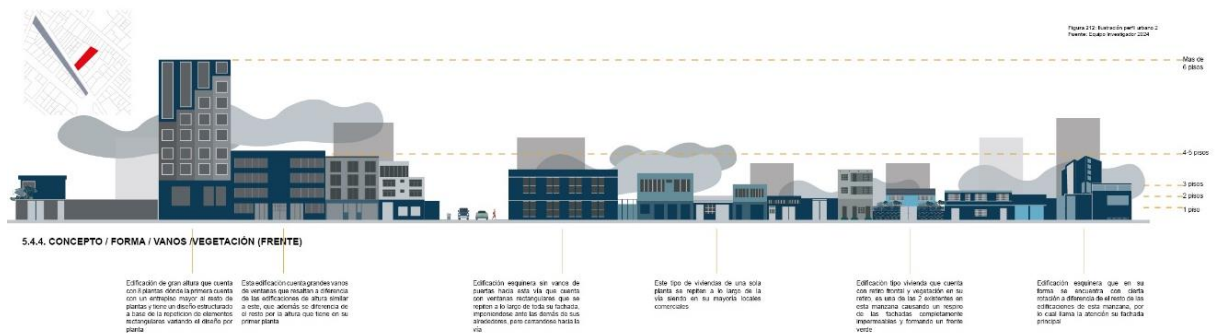 Figura 212: Ilustración perfil urbano 2
Fuente: Equipo Investigador 2024
Mas de
6 pisos
4-5 pisos
3 pisos
2 pisos
1 piso
5.4.4. CONCEPTO / FORMA / VANOS /VEGETACIÓN (FRENTE)
Edificación de gran altura que cuenta
con 8 plantas dónde la primera cuenta
con un entrepiso mayor al resto de
plantas y tiene un diseño estructurado
a base de la repetición de elementos
rectangulares variando el diseño por
planta
Esta edificación cuenta grandes vanos
de ventanas que resaltan a diferencia
de las edificaciones de altura similar
a este, que además se diferencia de
el resto por la altura que tiene en su
primer planta
Edificación esquinera sin vanos de
puertas hacia esta vía que cuenta
con ventanas rectangulares que se
repiten a lo largo de toda su fachada,
imponiendose ante las demás de sus
alrededores, pero cerrandose hacia la
vía
Este tipo de viviendas de una sola
planta se repiten a lo largo de la
vía siendo en su mayoría locales
comerciales
Edificación tipo vivienda que cuenta
con retiro frontal y vegetación en su
retiro, es una de las 2 existentes en
esta manzana causando un respiro
de las fachadas completamente
impermeables y formando un frente
verde
Edificación esquinera que en su
forma se encuentra con cierta
rotación a diferencia de el resto de las
edificaciones de esta manzana, por
lo cual llama la atención su fachada
principal